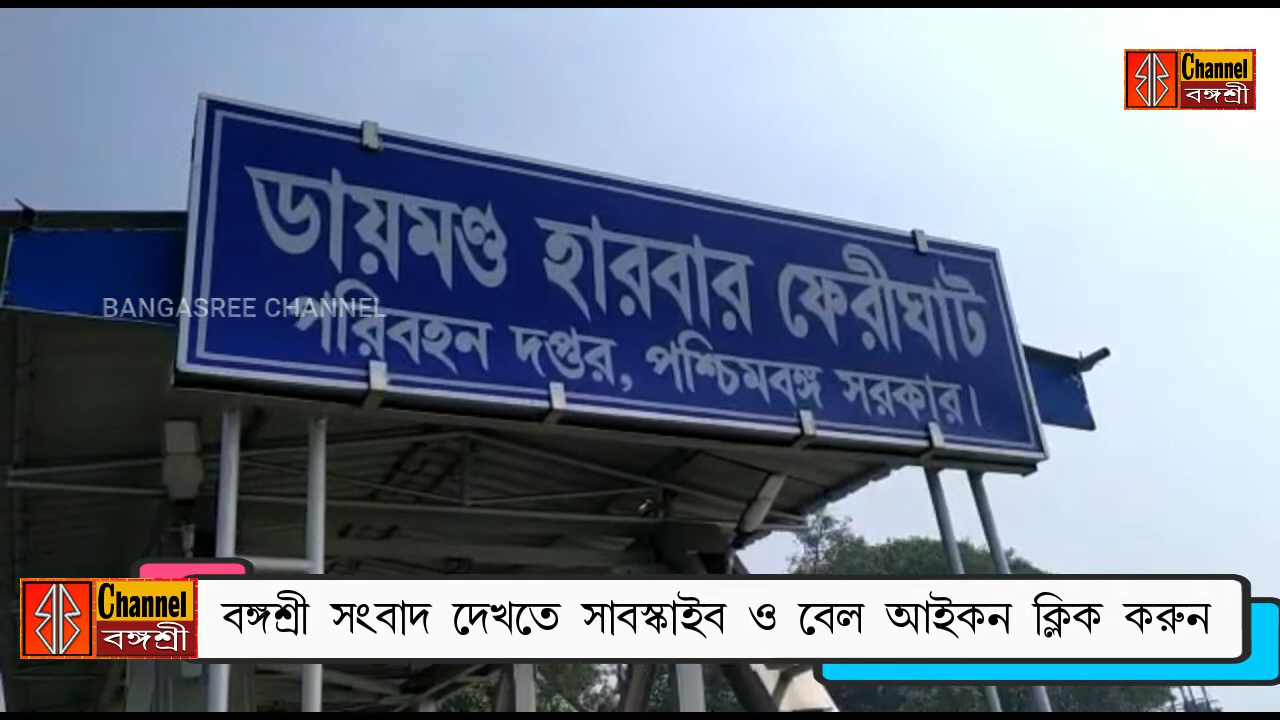 Channel
বঙ্গশ্রী
ডায়মণ্ড হারবার ফেরীঘাট
BANGASREE CHANNEL
পরিবহন দপ্তর, পশ্চিমবঙ্গ সরকার।
Channel
বঙ্গশ্রী
বঙ্গশ্রী সংবাদ দেখতে সাবস্কাইব ও বেল আইকন ক্লিক করুন